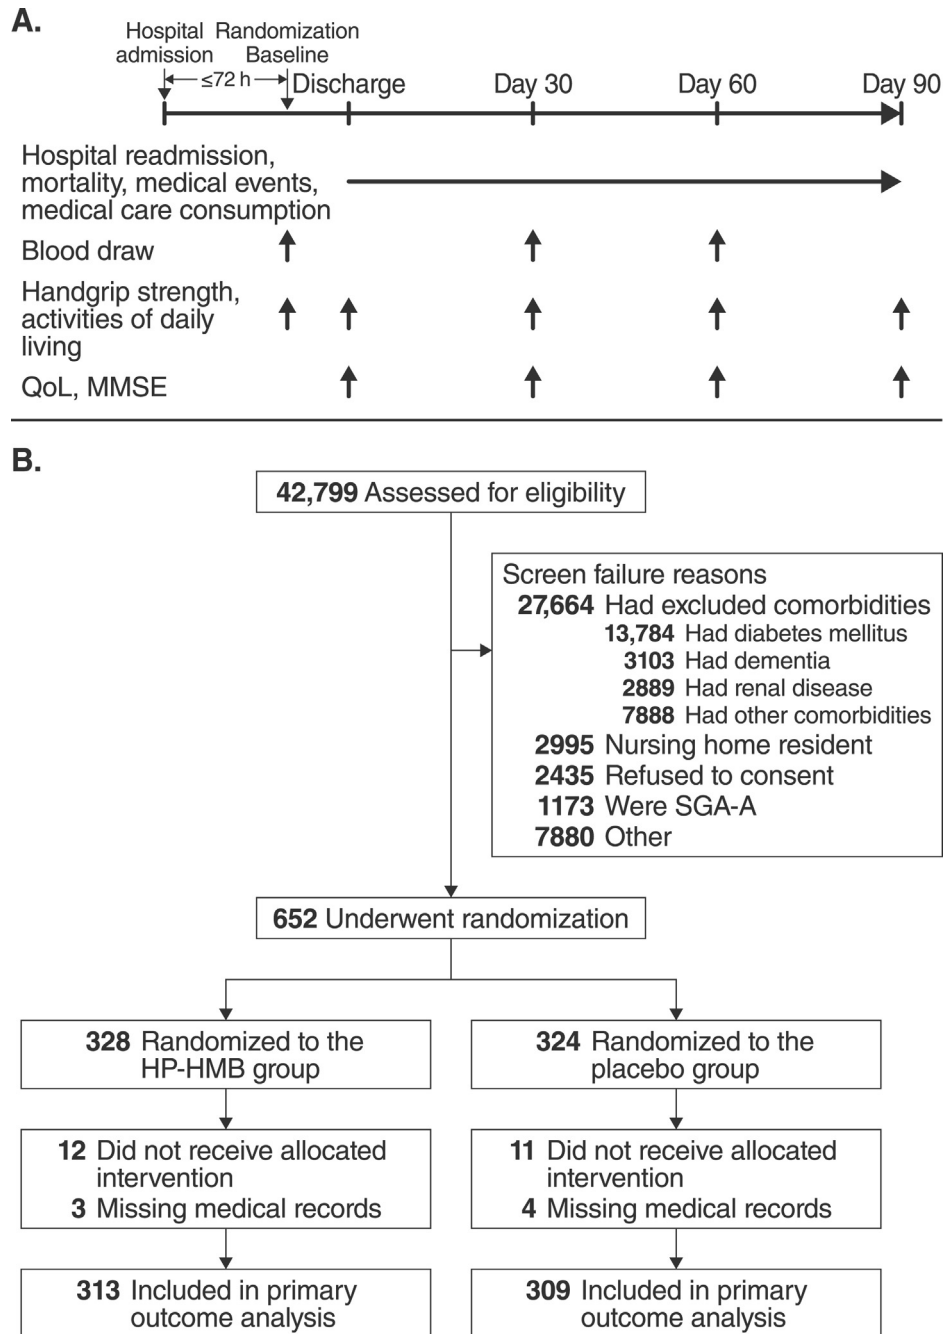 A.
Hospital admission
Randomization Baseline
≤72 h
Discharge
Day 30
Day 60
Day 90
Hospital readmission,
mortality, medical events,
medical care consumption
Blood draw
Handgrip strength,
activities of daily
living
QoL, MMSE
B.
42,799 Assessed for eligibility
Screen failure reasons
27,664 Had excluded comorbidities
13,784 Had diabetes mellitus
3103 Had dementia
2889 Had renal disease
7888 Had other comorbidities
2995 Nursing home resident
2435 Refused to consent
1173 Were SGA-A
7880 Other
652 Underwent randomization
328 Randomized to the
HP-HMB group
324 Randomized to the
placebo group
12 Did not receive allocated
intervention
3 Missing medical records
11 Did not receive allocated
intervention
4 Missing medical records
313 Included in primary
outcome analysis
309 Included in primary
outcome analysis